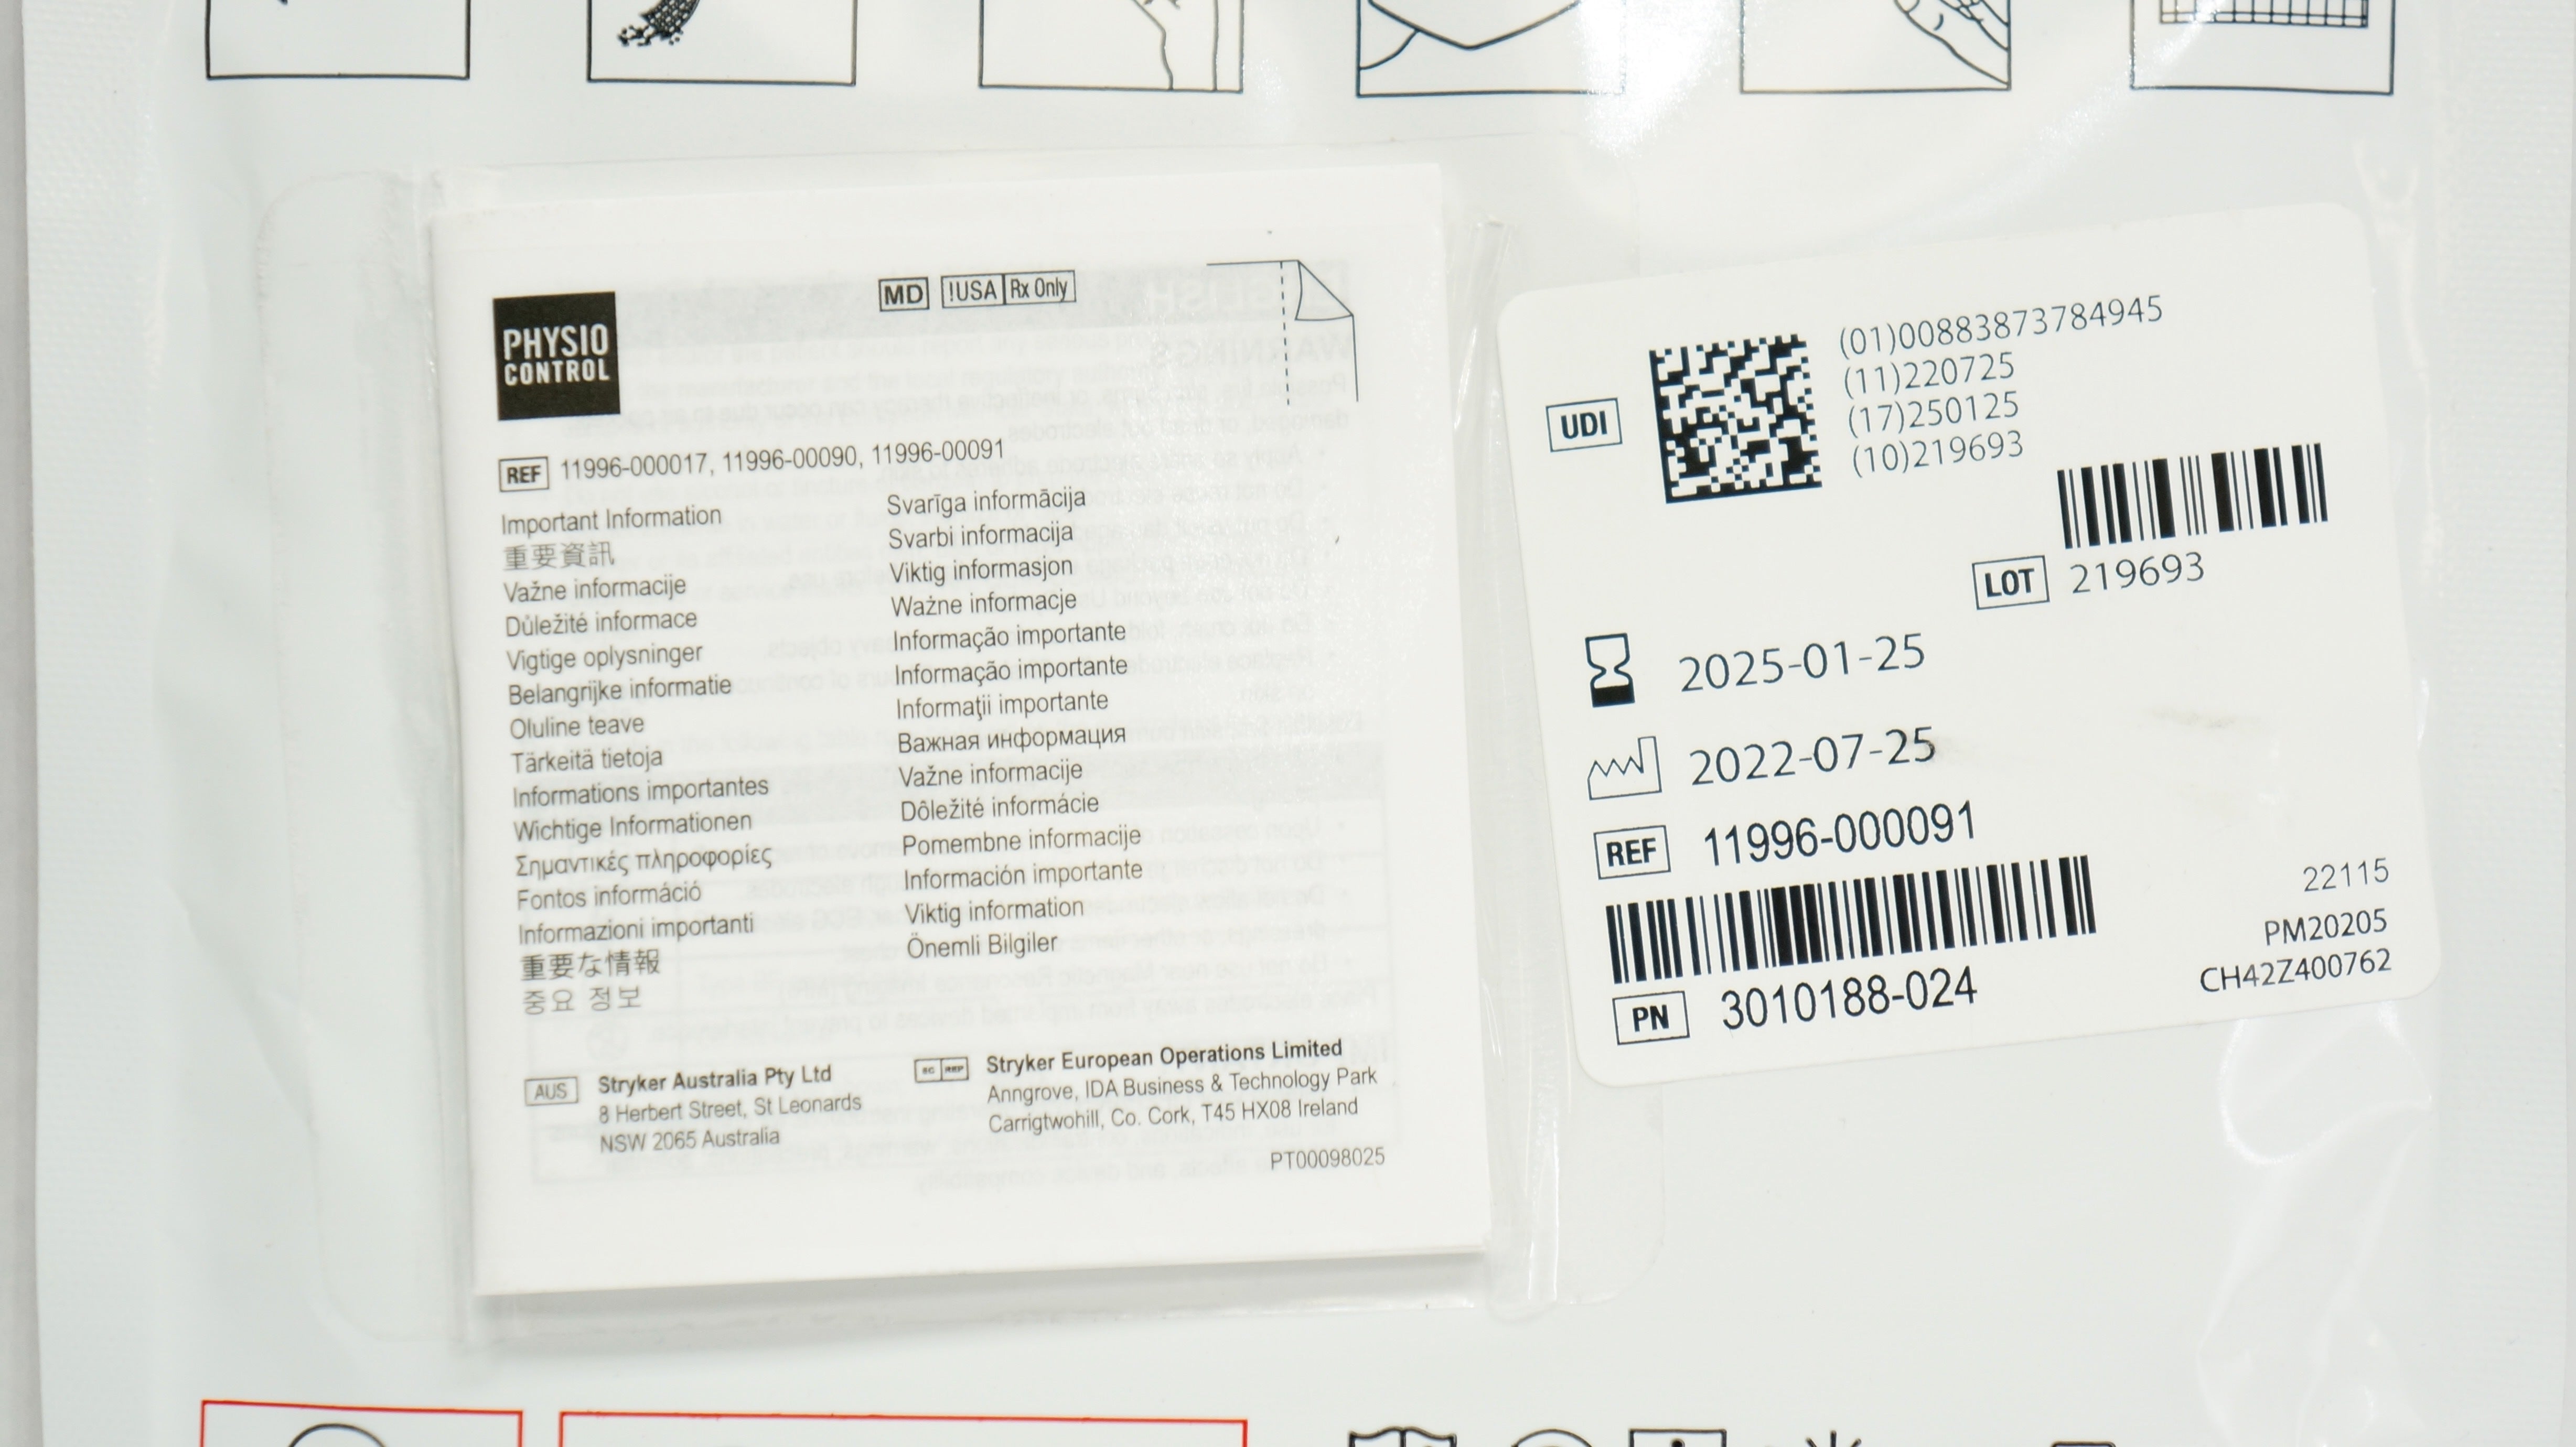 PHYSIO
CONTROL
MD !USA Rx Only
REF 11996-000017, 11996-00090, 11996-00091
Important Information
重要資訊
Važne informacije
Důležité informace
Vigtige oplysninger
Belangrijke informatie
Oluline teave
Tärkeitä tietoja
Informations importantes
Wichtige Informationen
Σημαντικές πληροφορίες
Fontos információ
Informazioni importanti
重要な情報
중요 정보
Svarīga informācija
Svarbi informacija
Viktig informasjon
Ważne informacje
Informação importante
Informação importante
Informaţii importante
Важная информация
Važne informacije
Dôležité informácie
Pomembne informacije
Información importante
Viktig information
Önemli Bilgiler
AUS Stryker Australia Pty Ltd
8 Herbert Street, St Leonards
NSW 2065 Australia
EC REP Stryker European Operations Limited
Anngrove, IDA Business & Technology Park
Carrigtwohill, Co. Cork, T45 HX08 Ireland
PT00098025
UDI
(01)00883873784945
(11)220725
(17)250125
(10)219693
LOT 219693
2025-01-25
2022-07-25
REF 11996-000091
PN 3010188-024
22115
PM20205
CH42Z400762